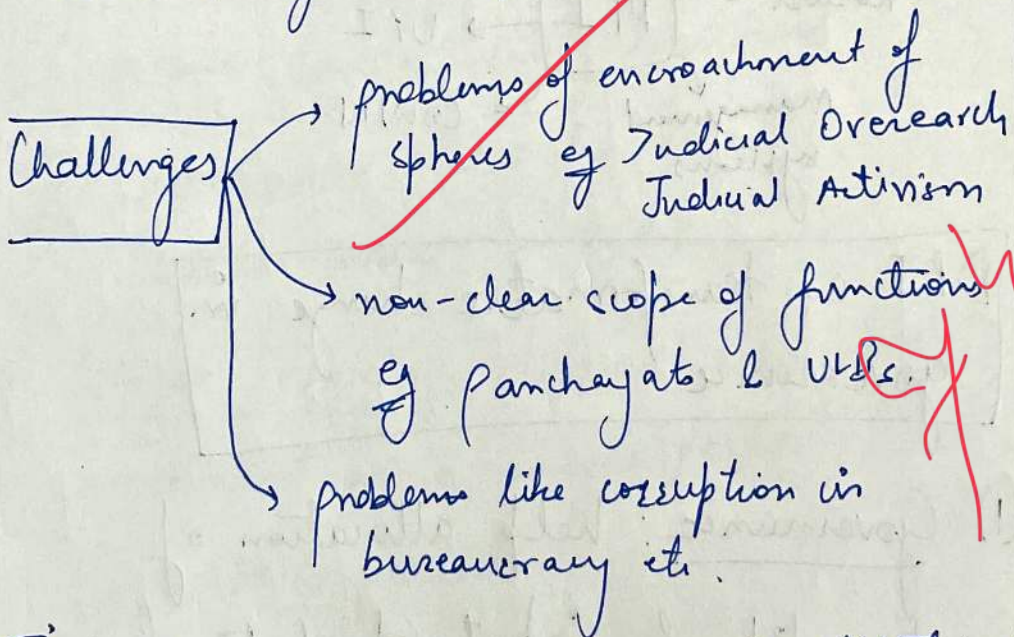 problems of encroachment of
spheres eg Judicial Overearch
Judicial Activism
Challenges
non-clear scope of functions
eg Panchayats & ULBs.
problems like corruption in
bureaucracy etc.